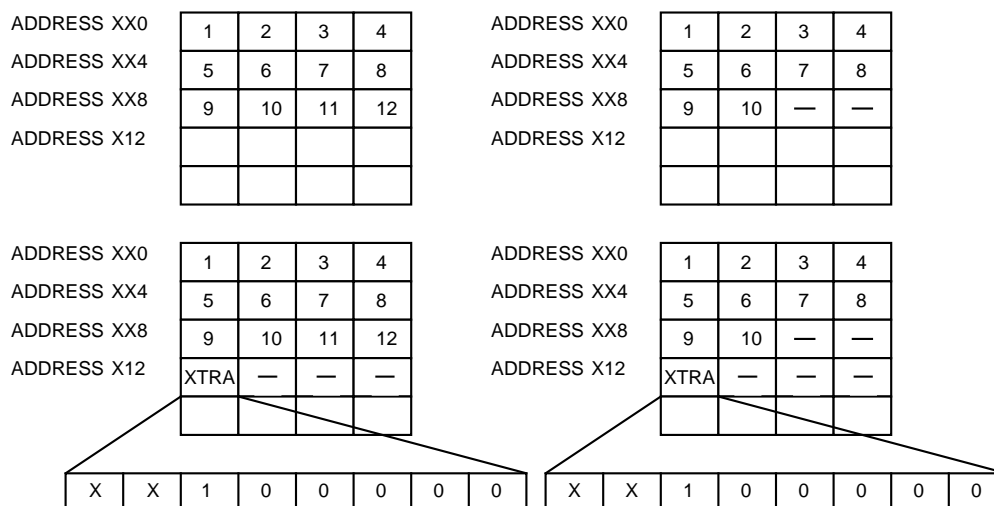 ADDRESS XX0 1 2 3 4
ADDRESS XX4 5 6 7 8
ADDRESS XX8 9 10 11 12
ADDRESS X12
ADDRESS XX0 1 2 3 4
ADDRESS XX4 5 6 7 8
ADDRESS XX8 9 10 — —
ADDRESS X12
ADDRESS XX0 1 2 3 4
ADDRESS XX4 5 6 7 8
ADDRESS XX8 9 10 11 12
ADDRESS X12 XTRA — — —
X X 1 0 0 0 0 0
ADDRESS XX0 1 2 3 4
ADDRESS XX4 5 6 7 8
ADDRESS XX8 9 10 — —
ADDRESS X12 XTRA — — —
X X 1 0 0 0 0 0